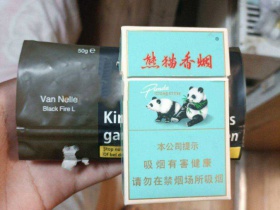 50g e
Van Nelle
Black Fire L
熊猫香烟
Panda
本公司提示
吸烟有害健康
请勿在禁烟场所吸烟